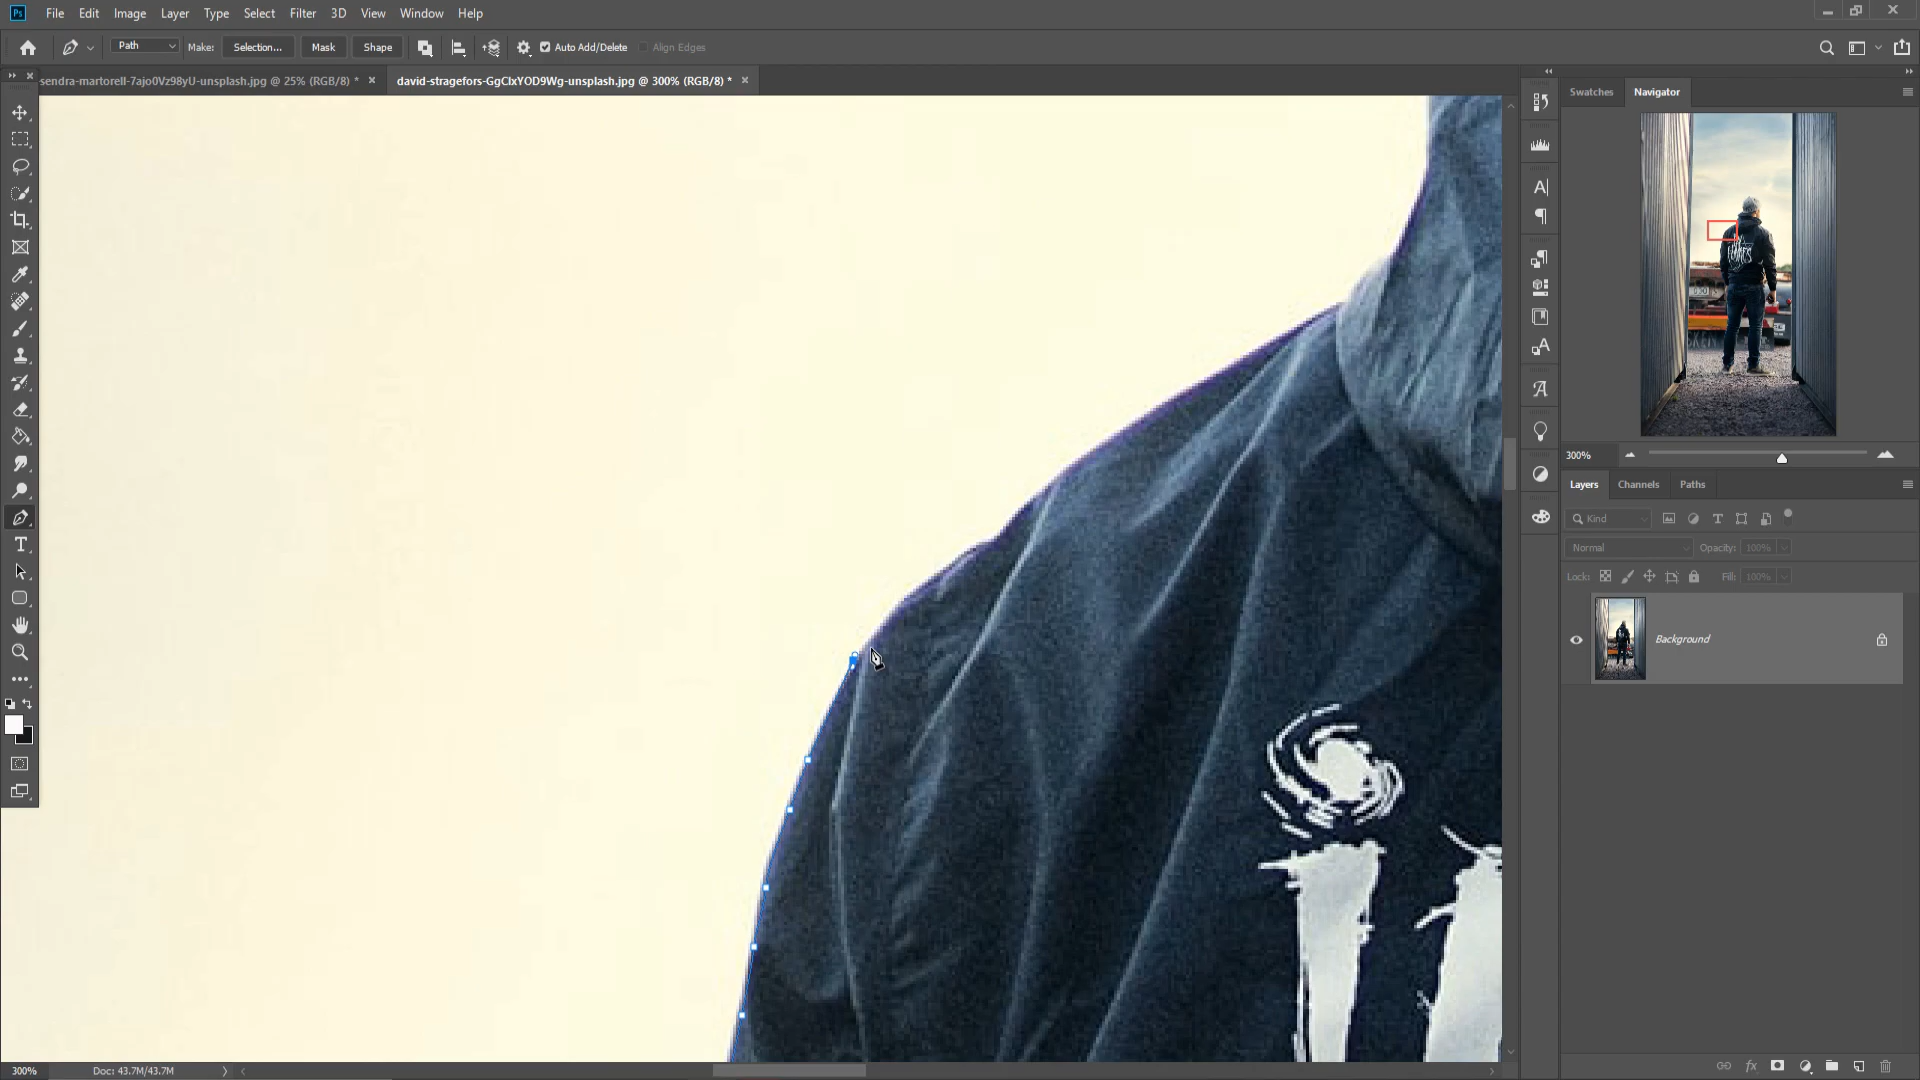 Ps File Edit Image Layer Type Select Filter 3D View Window Help
Path Make: Selection... Mask Shape Auto Add/Delete Align Edges
sendra-martorell-7ajo0Vz98yU-unsplash.jpg @ 25% (RGB/8) * × david-stragefors-GgClxYOD9Wg-unsplash.jpg @ 300% (RGB/8) * ×
Swatches Navigator
300%
Layers Channels Paths
Kind
Normal Opacity: 100%
Lock: Fill: 100%
Background
300% Doc: 43.7M/43.7M